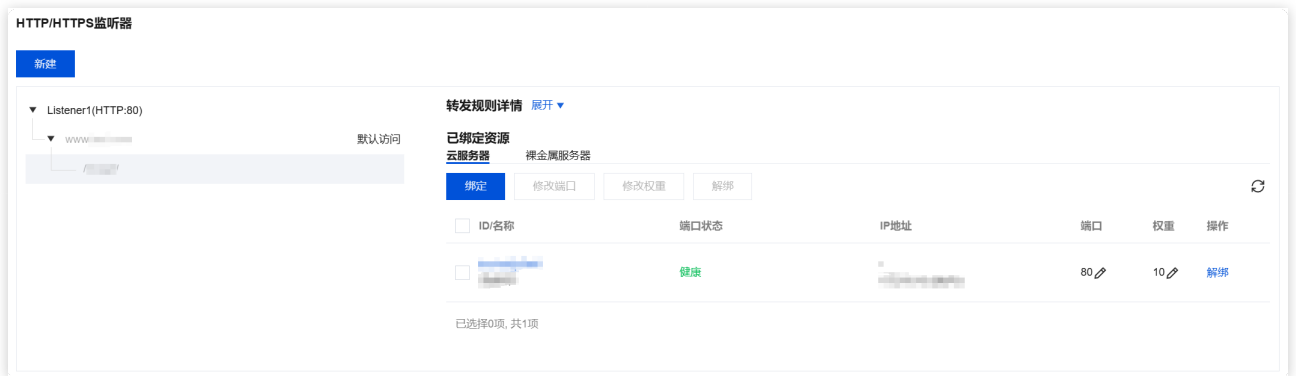 HTTP/HTTPS监听器
新建
Listener1(HTTP:80)
www
默认访问
转发规则详情 展开
已绑定资源
云服务器 裸金属服务器
绑定 修改端口 修改权重 解绑
ID/名称 端口状态 IP地址 端口 权重 操作
健康 80 10 解绑
已选择0项, 共1项